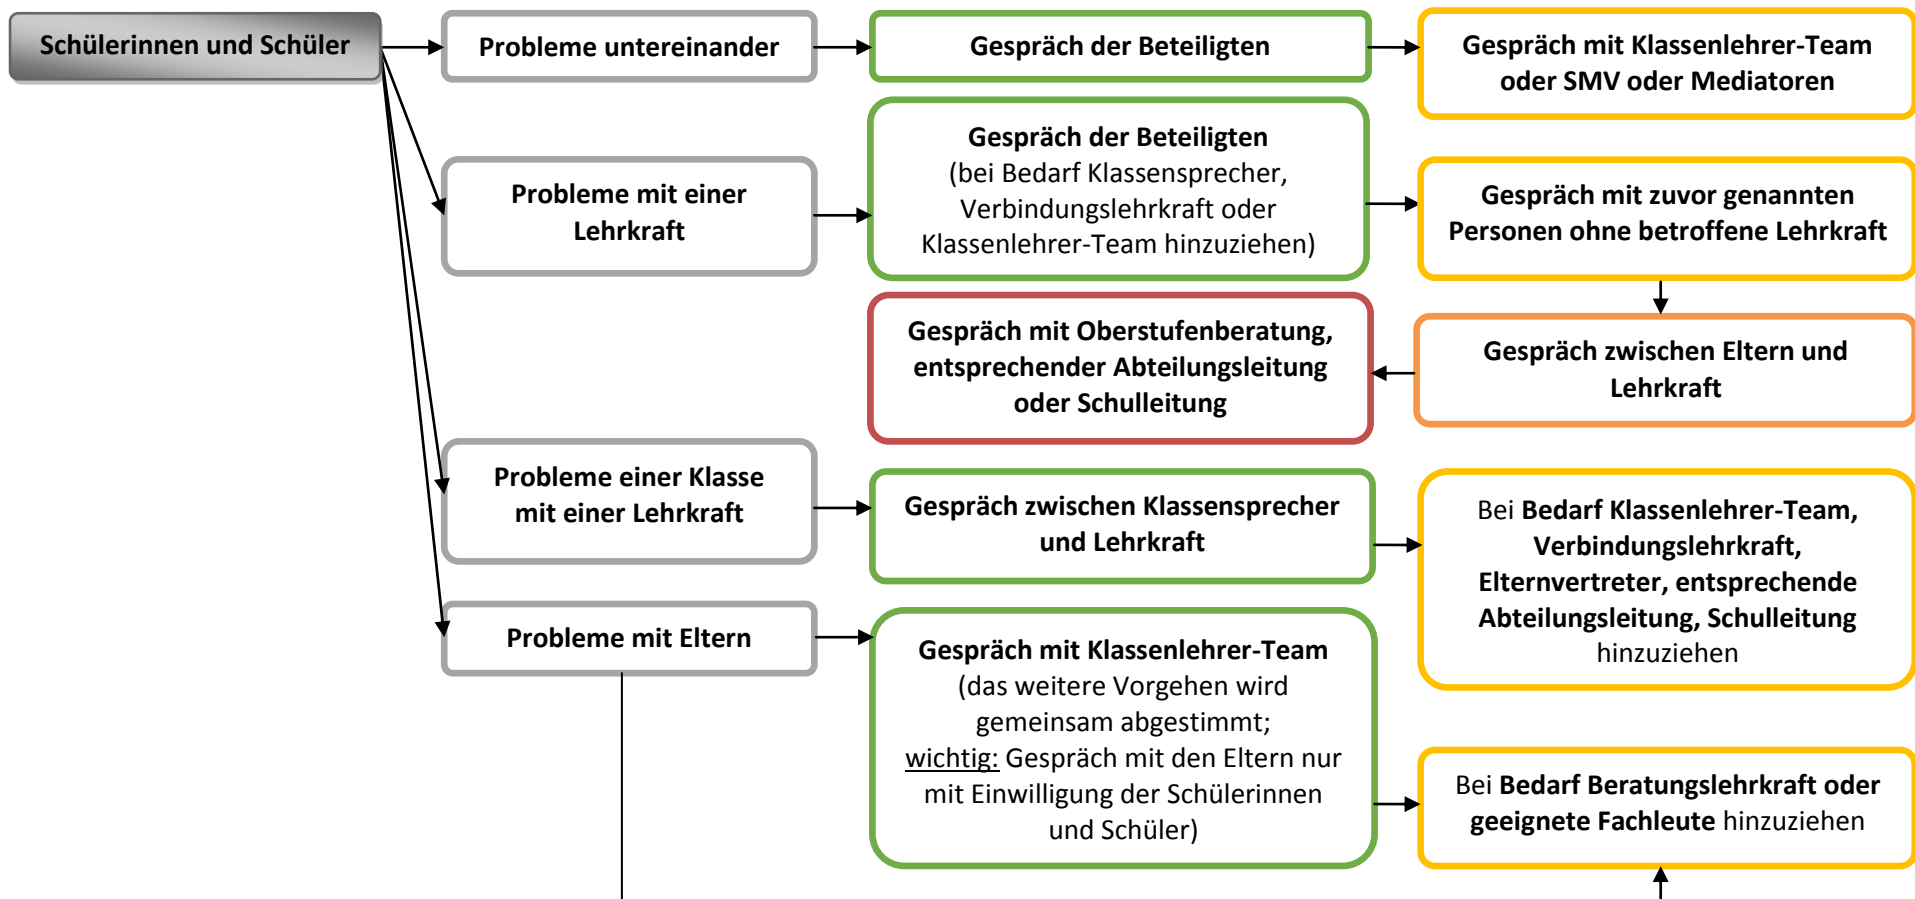 Schülerinnen und Schüler
Probleme untereinander
Gespräch der Beteiligten
Gespräch mit Klassenlehrer-Team
oder SMV oder Mediatoren
Probleme mit einer
Lehrkraft
Gespräch der Beteiligten
(bei Bedarf Klassensprecher,
Verbindungslehrkraft oder
Klassenlehrer-Team hinzuziehen)
Gespräch mit zuvor genannten
Personen ohne betroffene Lehrkraft
Gespräch zwischen Eltern und
Lehrkraft
Gespräch mit Oberstufenberatung,
entsprechender Abteilungsleitung
oder Schulleitung
Probleme einer Klasse
mit einer Lehrkraft
Gespräch zwischen Klassensprecher
und Lehrkraft
Bei Bedarf Klassenlehrer-Team,
Verbindungslehrkraft,
Elternvertreter, entsprechende
Abteilungsleitung, Schulleitung
hinzuziehen
Probleme mit Eltern
Gespräch mit Klassenlehrer-Team
(das weitere Vorgehen wird
gemeinsam abgestimmt;
wichtig: Gespräch mit den Eltern nur
mit Einwilligung der Schülerinnen
und Schüler)
Bei Bedarf Beratungslehrkraft oder
geeignete Fachleute hinzuziehen